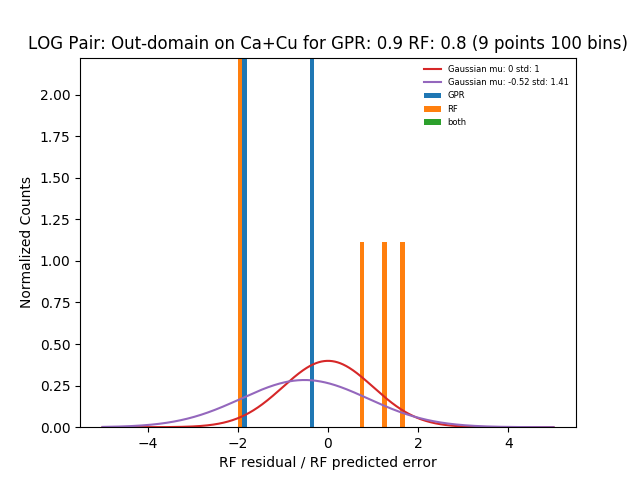 LOG Pair: Out-domain on Ca+Cu for GPR: 0.9 RF: 0.8 (9 points 100 bins)
Gaussian mu: 0 std: 1
Gaussian mu: -0.52 std: 1.41
GPR
RF
both
Normalized Counts
2.00
1.75
1.50
1.25
1.00
0.75
0.50
0.25
0.00
−4
−2
0
2
4
RF residual / RF predicted error